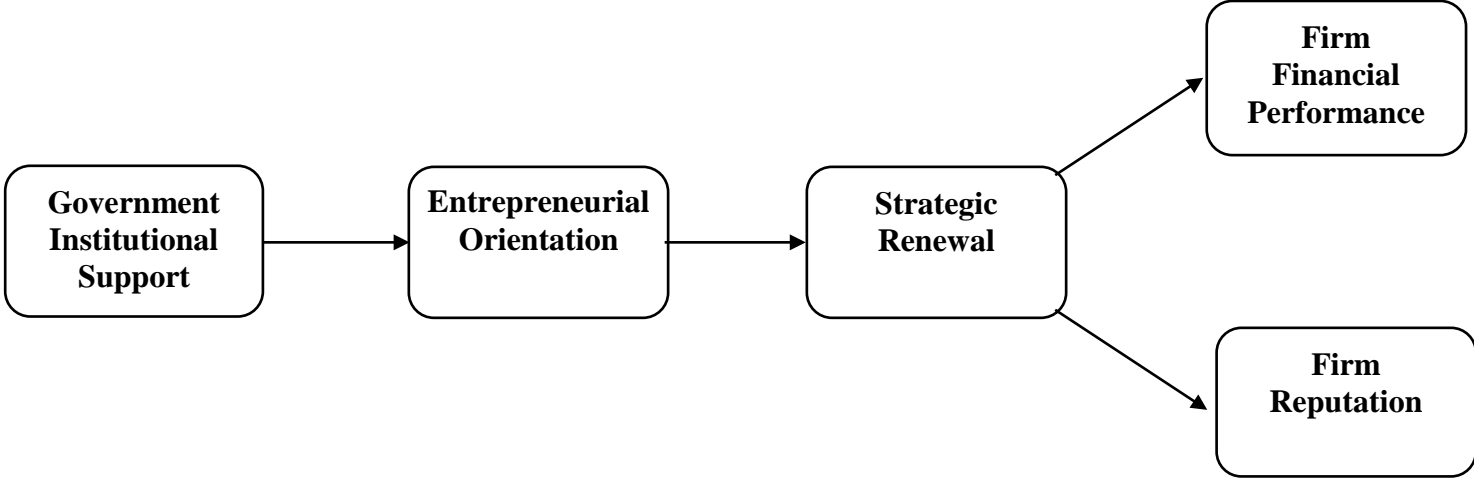 Government
Institutional
Support
Entrepreneurial
Orientation
Strategic
Renewal
Firm
Financial
Performance
Firm
Reputation